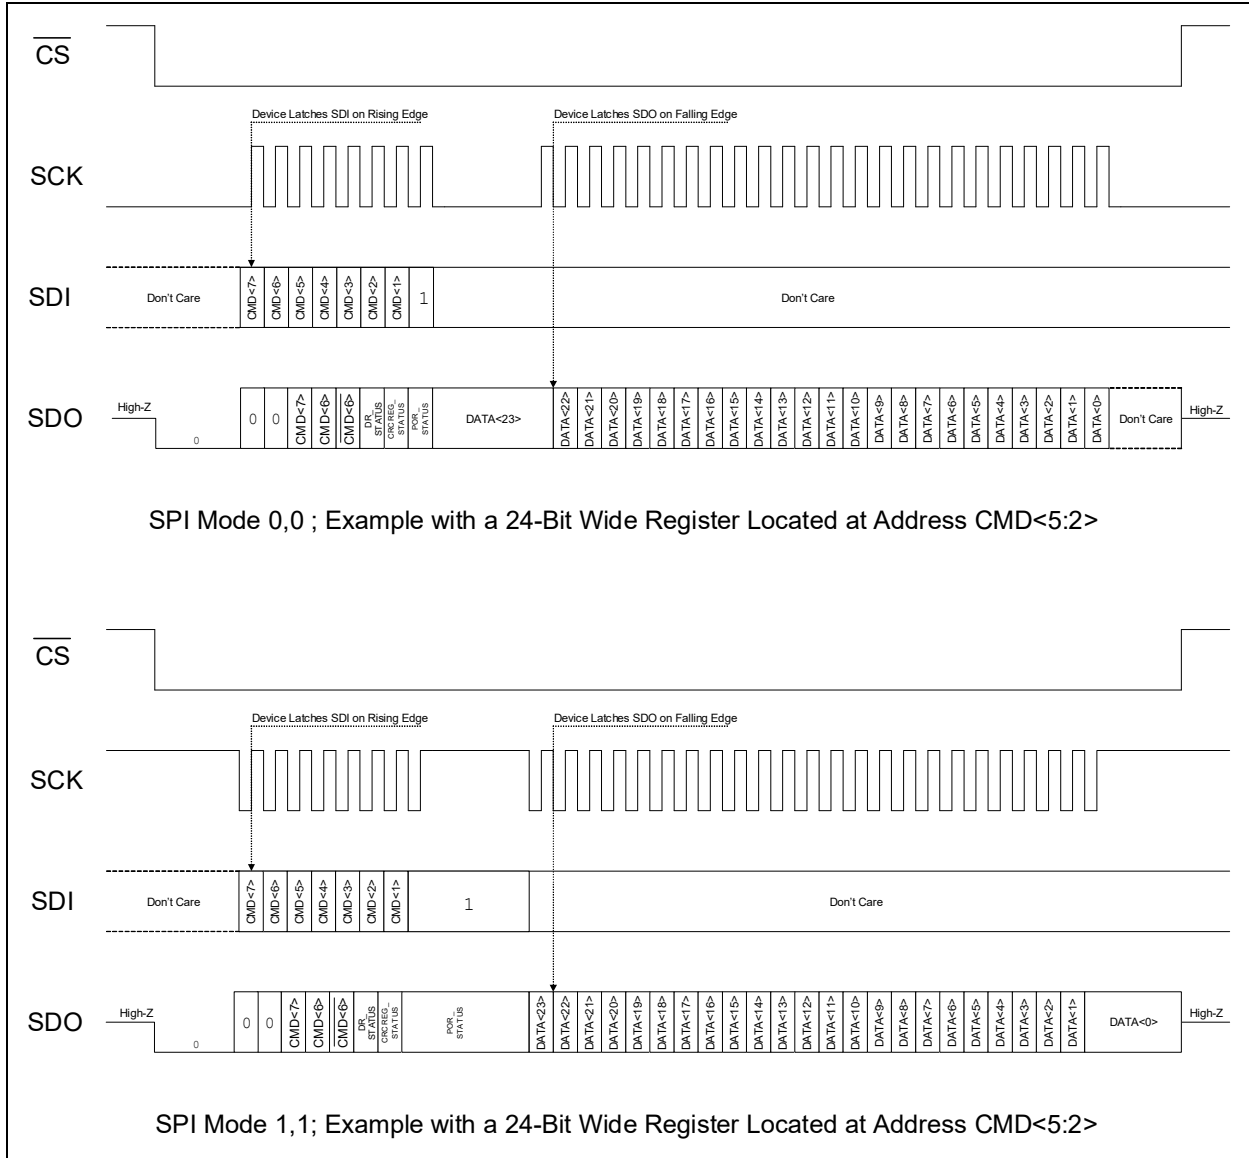 CS
Device Latches SDI on Rising Edge Device Latches SDO on Falling Edge
SCK
SDI Don't Care CMD<7> CMD<6> CMD<5> CMD<4> CMD<3> CMD<2> CMD<1> 1 Don't Care
SDO High-Z 0 0 0 CMD<7> CMD<6> CMD<6> DR_STATUS CRCREG_STATUS POR_STATUS DATA<23> DATA<22> DATA<21> DATA<20> DATA<19> DATA<18> DATA<17> DATA<16> DATA<15> DATA<14> DATA<13> DATA<12> DATA<11> DATA<10> DATA<9> DATA<8> DATA<7> DATA<6> DATA<5> DATA<4> DATA<3> DATA<2> DATA<1> DATA<0> Don't Care High-Z
SPI Mode 0,0 ; Example with a 24-Bit Wide Register Located at Address CMD<5:2>
CS
Device Latches SDI on Rising Edge Device Latches SDO on Falling Edge
SCK
SDI Don't Care CMD<7> CMD<6> CMD<5> CMD<4> CMD<3> CMD<2> CMD<1> 1 Don't Care
SDO High-Z 0 0 0 CMD<7> CMD<6> CMD<6> DR_STATUS CRCREG_STATUS POR_STATUS DATA<23> DATA<22> DATA<21> DATA<20> DATA<19> DATA<18> DATA<17> DATA<16> DATA<15> DATA<14> DATA<13> DATA<12> DATA<11> DATA<10> DATA<9> DATA<8> DATA<7> DATA<6> DATA<5> DATA<4> DATA<3> DATA<2> DATA<1> DATA<0> High-Z
SPI Mode 1,1; Example with a 24-Bit Wide Register Located at Address CMD<5:2>